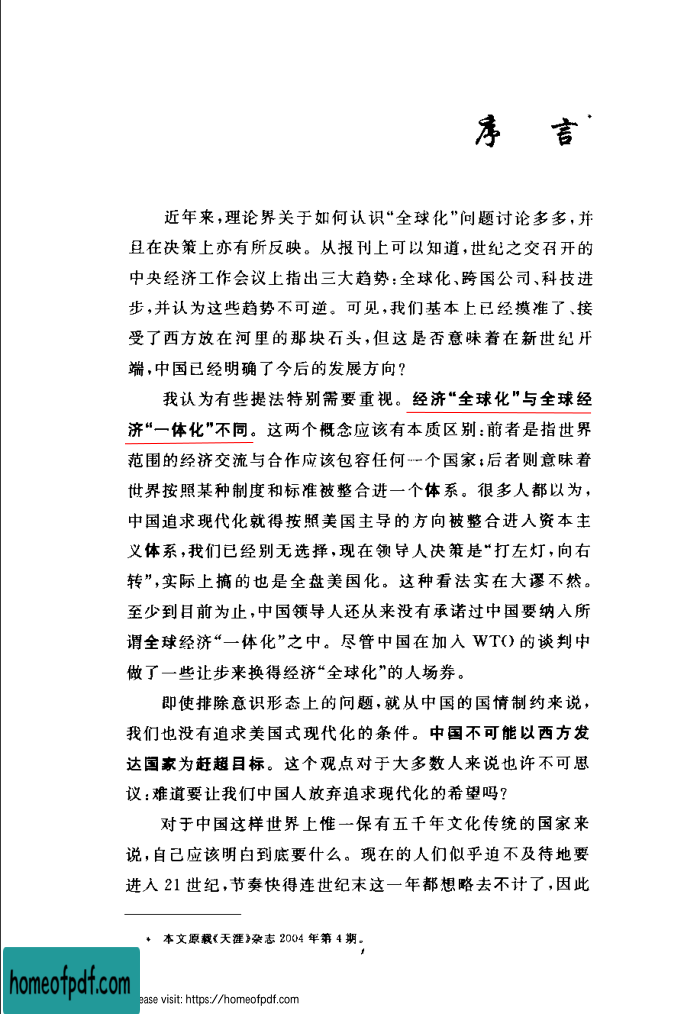 序 言*
近年来,理论界关于如何认识“全球化”问题讨论多多,并
且在决策上亦有所反映。从报刊上可以知道,世纪之交召开的
中央经济工作会议上指出三大趋势:全球化、跨国公司、科技进
步,并认为这些趋势不可逆。可见,我们基本上已经摸准了、接
受了西方放在河里的那块石头,但这是否意味着在新世纪开
端,中国已经明确了今后的发展方向?
我认为有些提法特别需要重视。经济“全球化”与全球经
济“一体化”不同。这两个概念应该有本质区别:前者是指世界
范围的经济交流与合作应该包容任何一个国家;后者则意味着
世界按照某种制度和标准被整合进一个体系。很多人都以为,
中国追求现代化就得按照美国主导的方向被整合进入资本主
义体系,我们已经别无选择,现在领导人决策是“打左灯,向右
转”,实际上搞的也是全盘美国化。这种看法实在大谬不然。
至少到目前为止,中国领导人还从来没有承诺过中国要纳入所
谓全球经济“一体化”之中。尽管中国在加入 WTO 的谈判中
做了一些让步来换得经济“全球化”的人场券。
即使排除意识形态上的问题,就从中国的国情制约来说,
我们也没有追求美国式现代化的条件。中国不可能以西方发
达国家为赶超目标。这个观点对于大多数人来说也许不可思
议:难道要让我们中国人放弃追求现代化的希望吗?
对于中国这样世界上惟一保有五千年文化传统的国家来
说,自己应该明白到底要什么。现在的人们似乎迫不及待地要
进入 21 世纪,节奏快得连世纪末这一年都想略去不计了,因此
* 本文原载《天涯》杂志 2004 年第 4 期。
1
homeofpdf.com
ease visit: https://homeofpdf.com